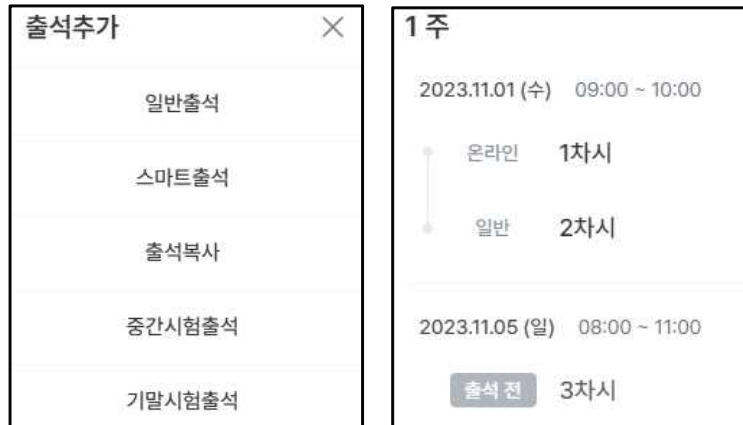 출석추가
일반출석
스마트출석
출석복사
중간시험출석
기말시험출석
1 주
2023.11.01 (수) 09:00 ~ 10:00
온라인 1차시
일반 2차시
2023.11.05 (일) 08:00 ~ 11:00
출석 전 3차시